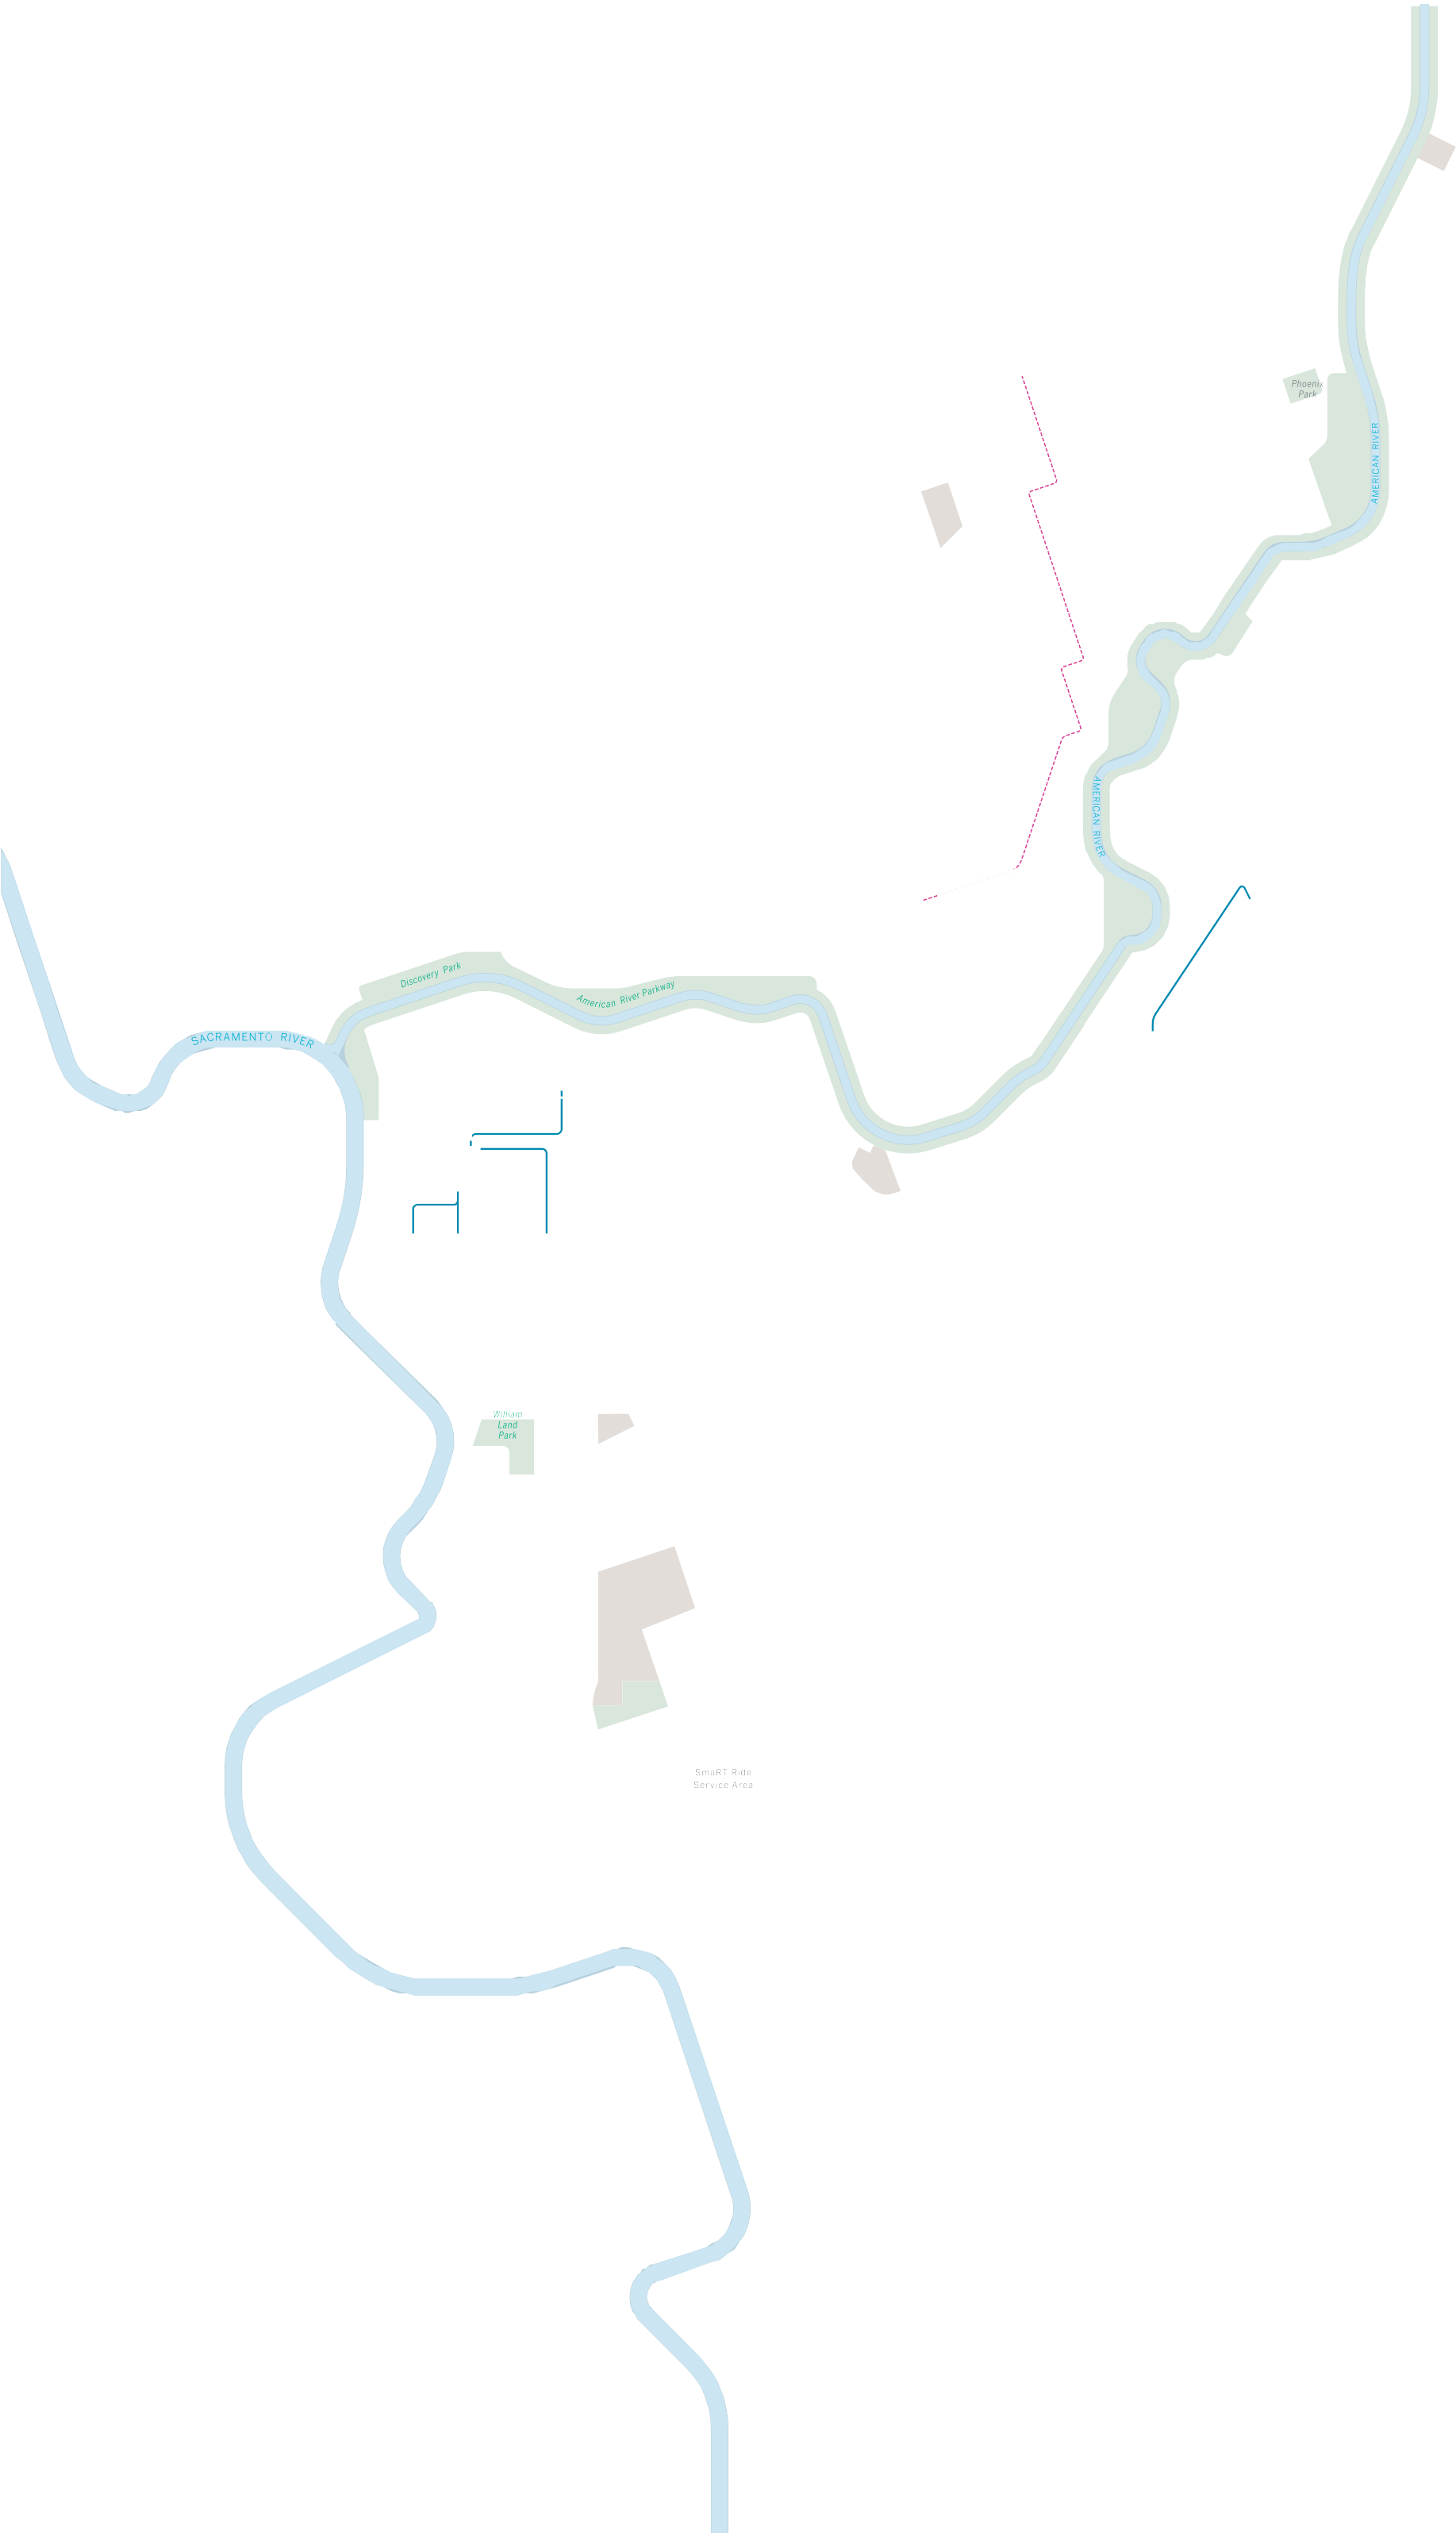 Phoenix
Park
AMERICAN RIVER
AMERICAN RIVER
Discovery Park
American River Parkway
SACRAMENTO RIVER
William
Land
Park
SmaRT Ride
Service Area